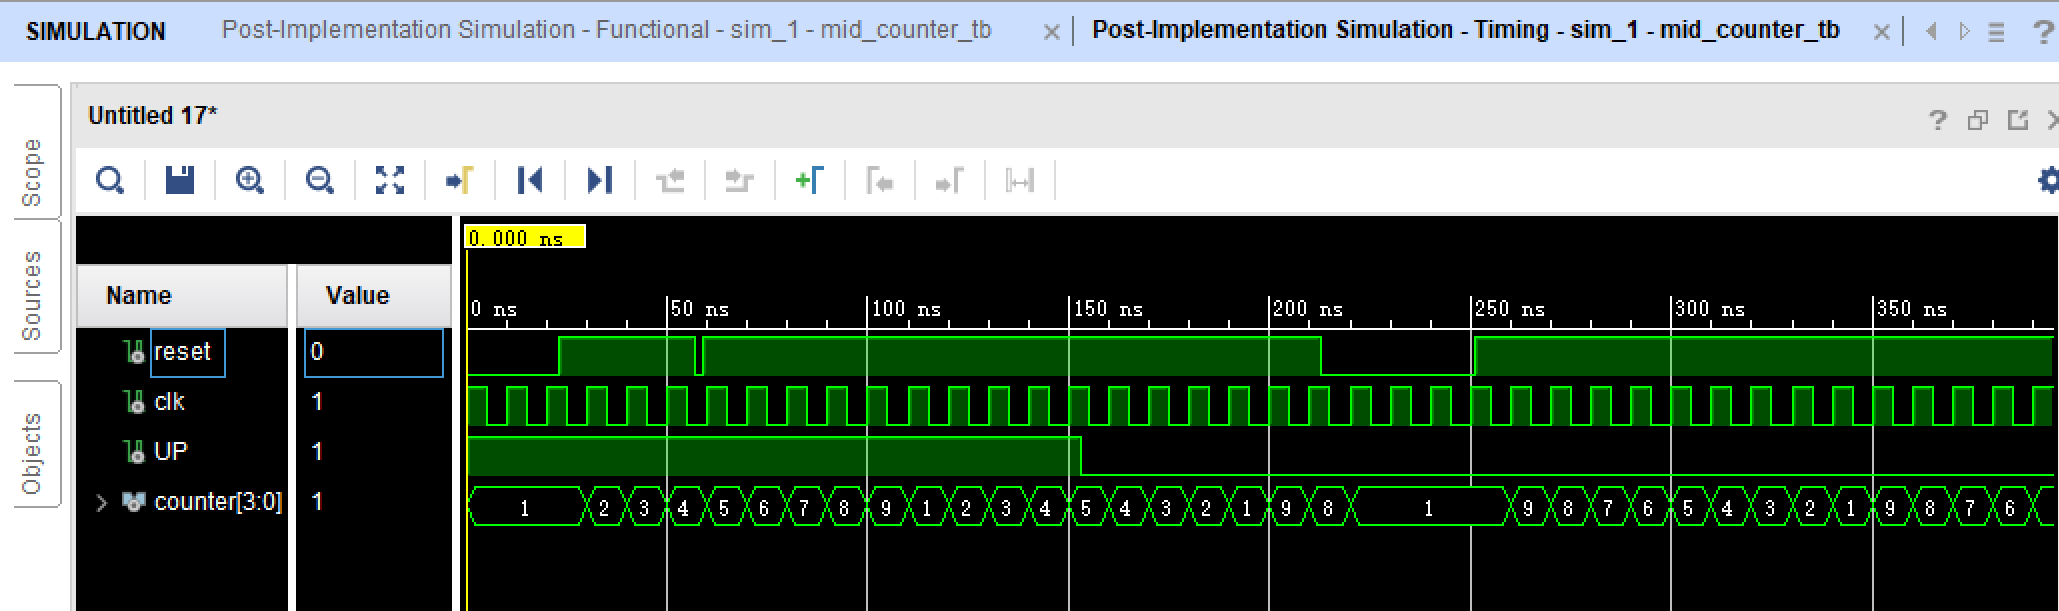 SIMULATION Post-Implementation Simulation - Functional - sim_1 - mid_counter_tb × Post-Implementation Simulation - Timing - sim_1 - mid_counter_tb × ?
Untitled 17* ?
Scope
Sources
Objects
0.000 ns
Name Value
0 ns 50 ns 100 ns 150 ns 200 ns 250 ns 300 ns 350 ns
reset 0
clk 1
UP 1
counter[3:0] 1 1 2 3 4 5 6 7 8 9 1 2 3 4 5 4 3 2 1 9 8 1 9 8 7 6 5 4 3 2 1 9 8 7 6